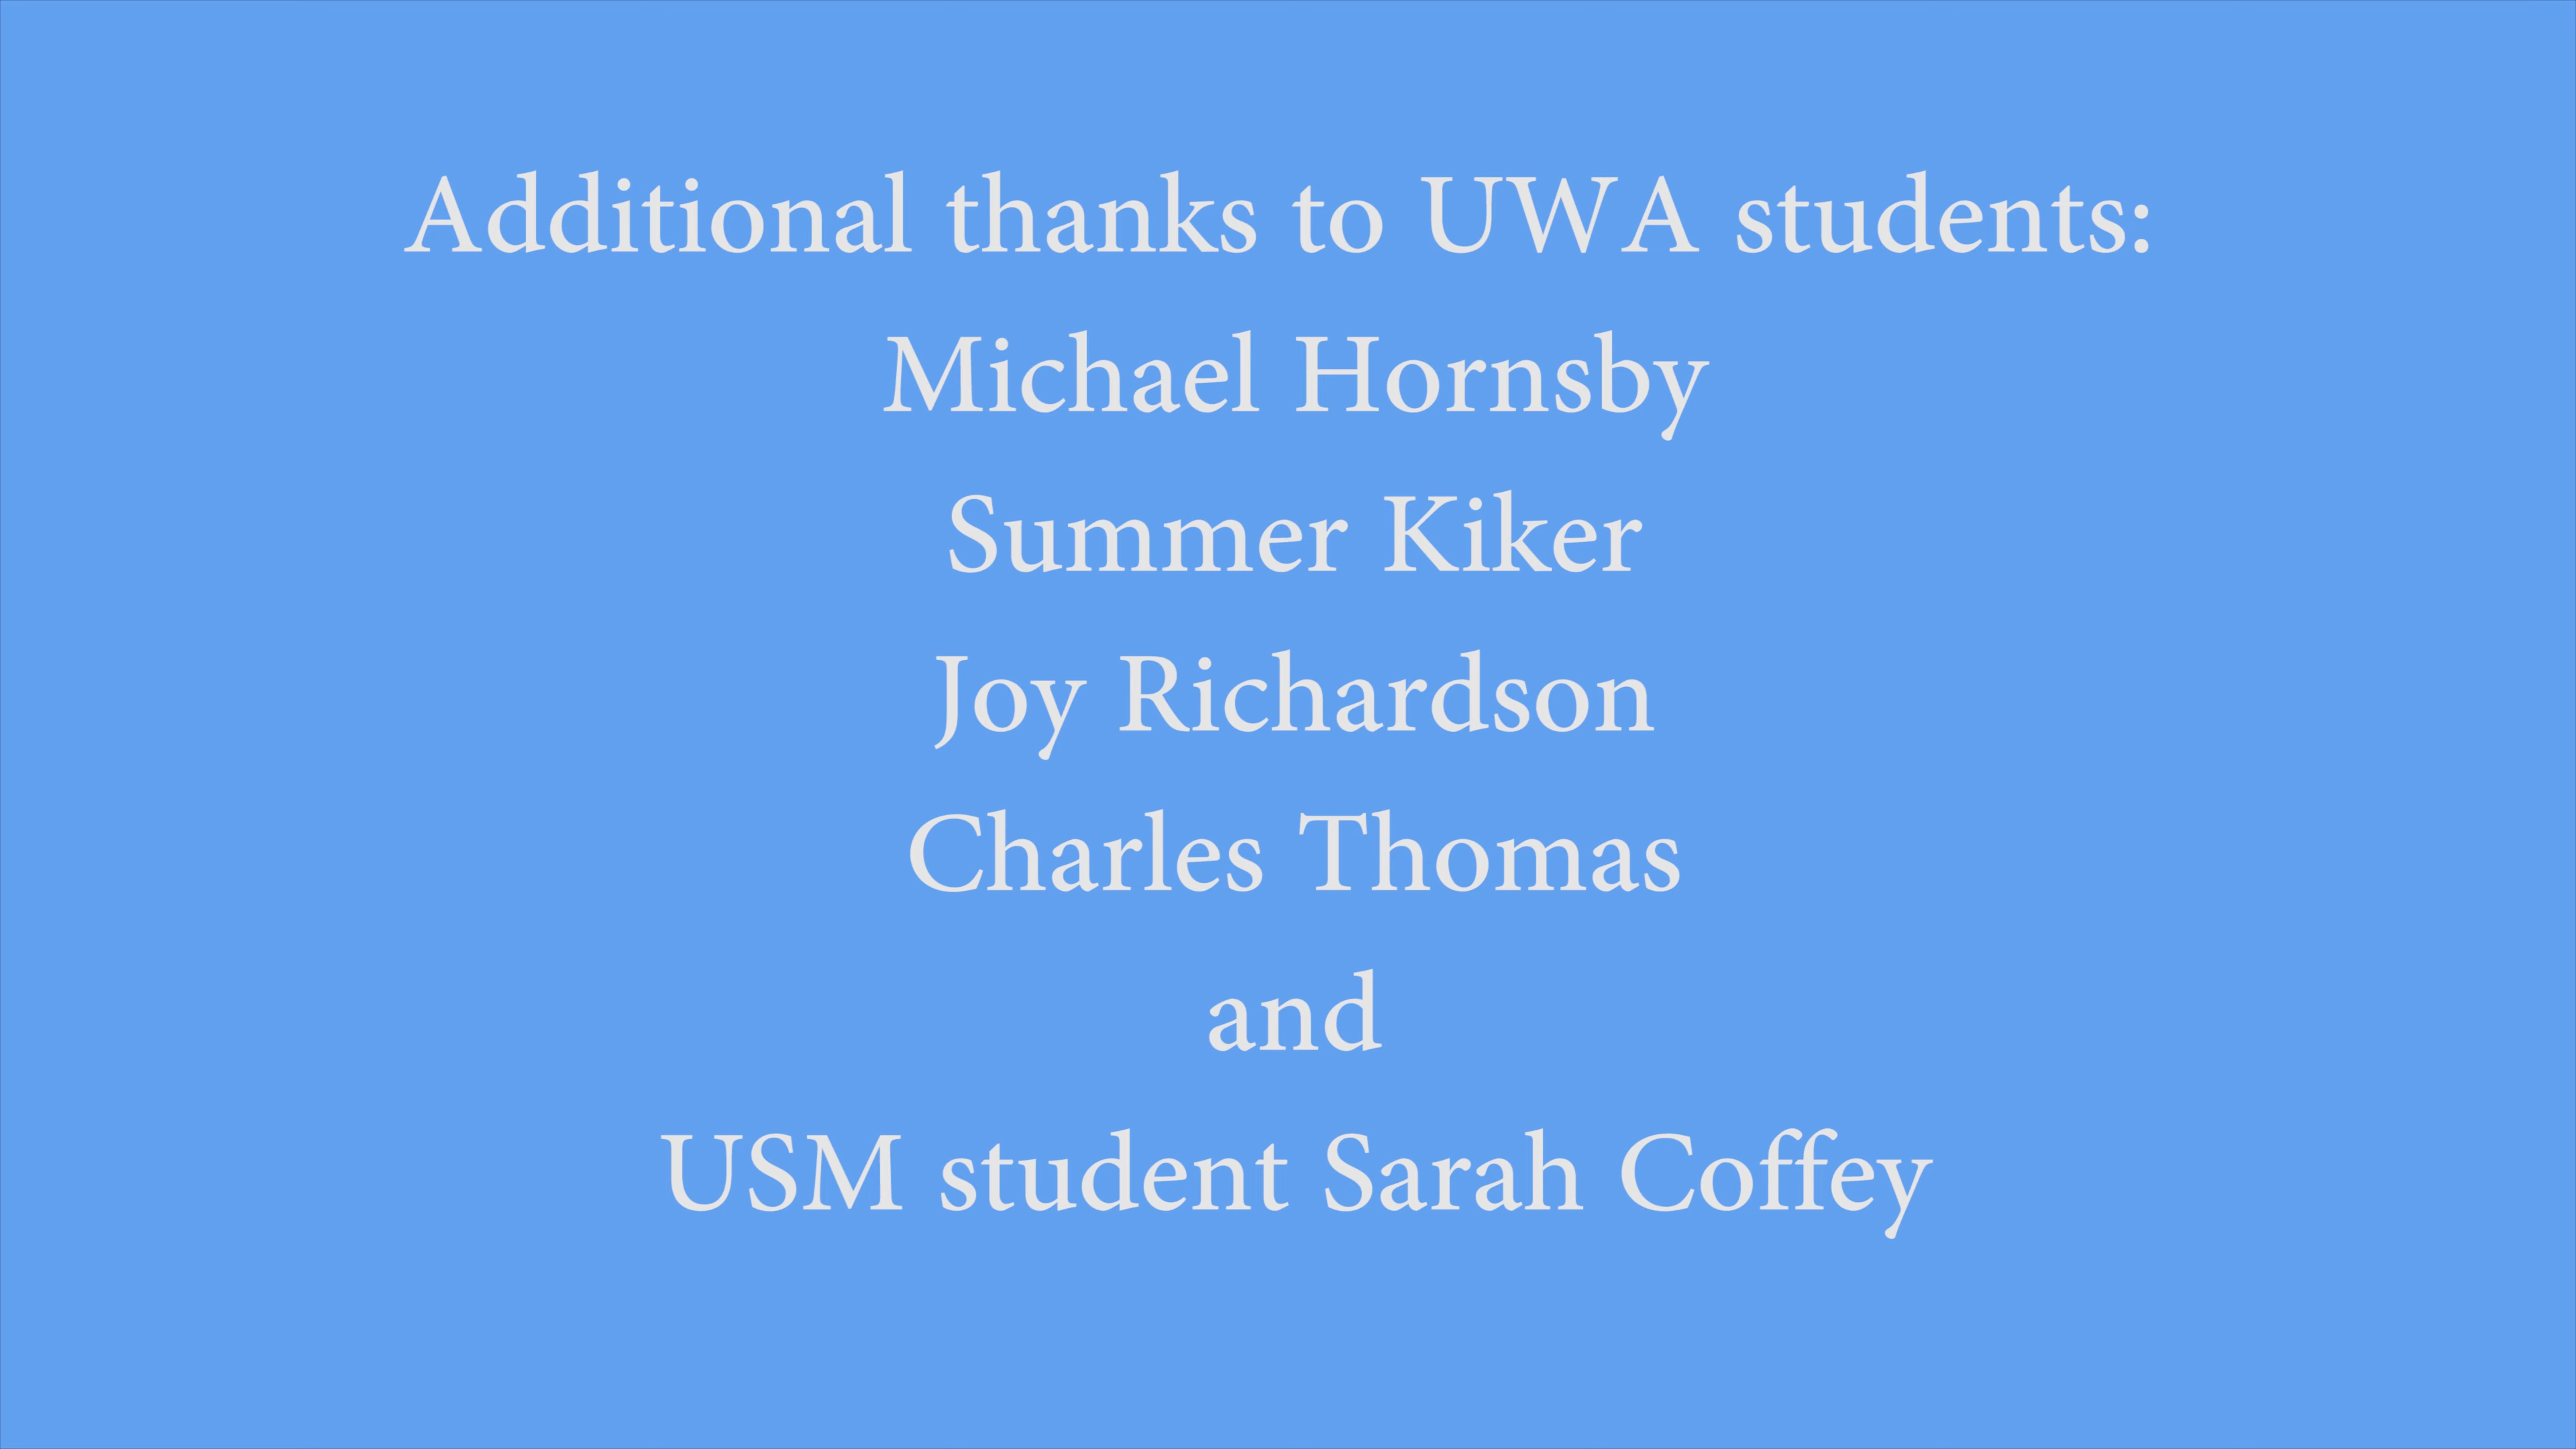 Additional thanks to UWA students:
Michael Hornsby
Summer Kiker
Joy Richardson
Charles Thomas
and
USM student Sarah Coffey